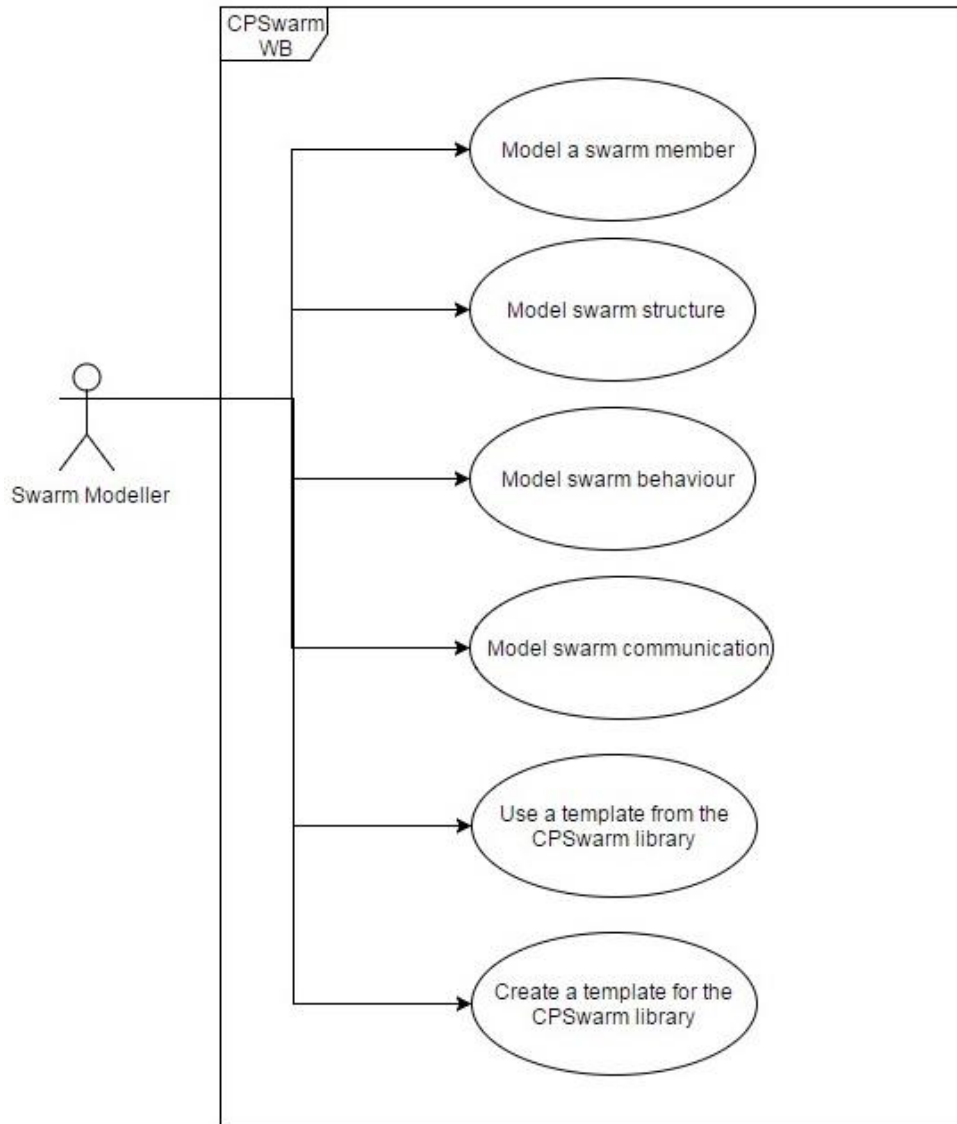 CPSwarm
WB
Model a swarm member
Model swarm structure
Swarm Modeller
Model swarm behaviour
Model swarm communication
Use a template from the
CPSwarm library
Create a template for the
CPSwarm library